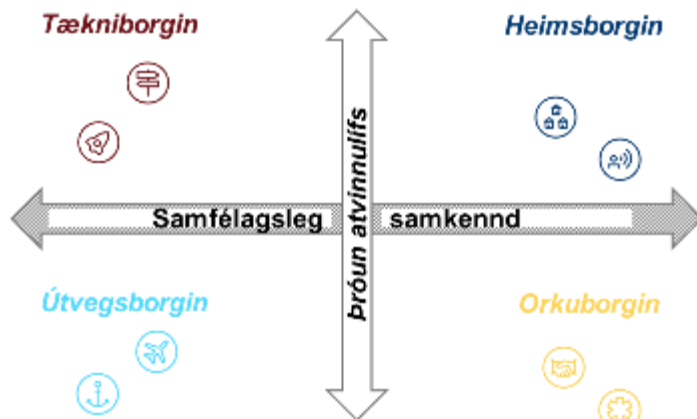 Tækniborgin
Heimsborgin
Samfélagsleg samkennd
Þróun atvinnulífs
Útvegsborgin
Orkuborgin